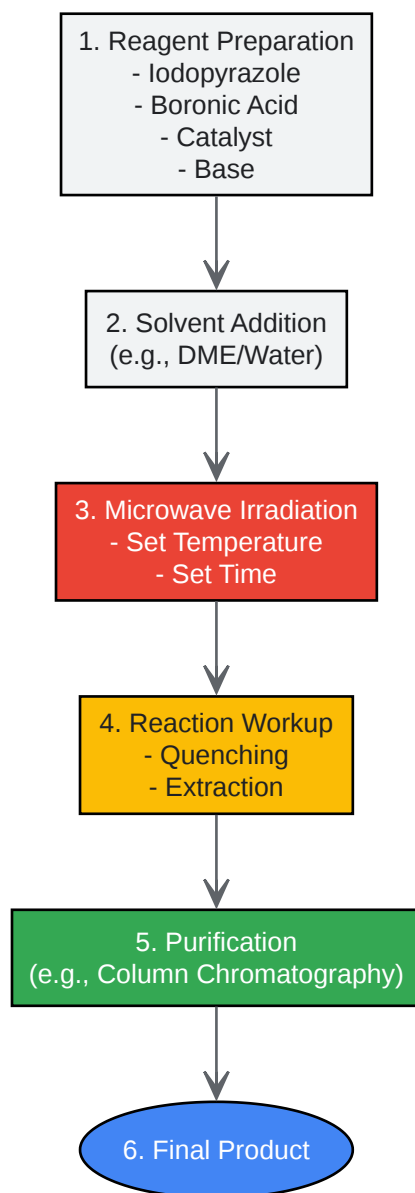 1. Reagent Preparation
- Iodopyrazole
- Boronic Acid
- Catalyst
- Base
2. Solvent Addition
(e.g., DME/Water)
3. Microwave Irradiation
- Set Temperature
- Set Time
4. Reaction Workup
- Quenching
- Extraction
5. Purification
(e.g., Column Chromatography)
6. Final Product